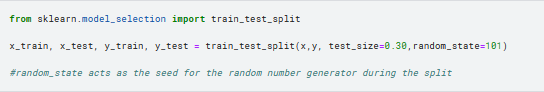 from sklearn.model_selection import train_test_split
x_train, x_test, y_train, y_test = train_test_split(x,y, test_size=0.30,random_state=101)
#random_state acts as the seed for the random number generator during the split